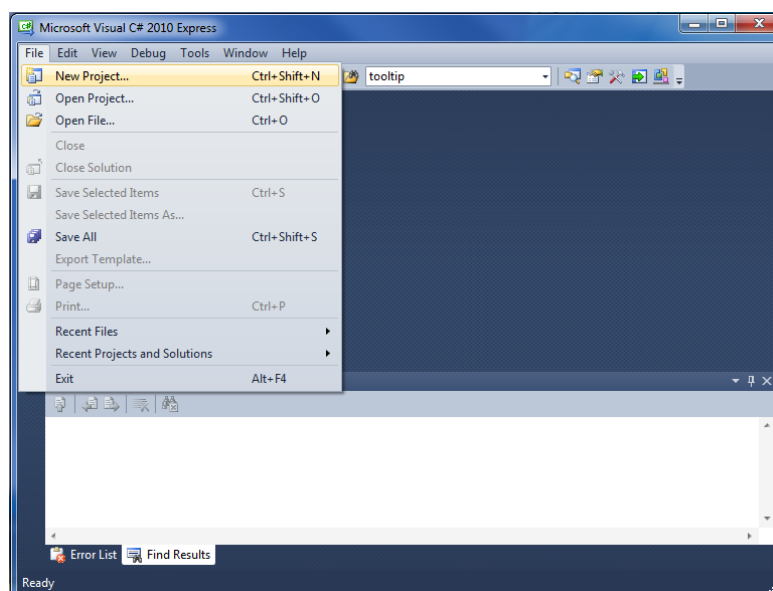 Microsoft Visual C# 2010 Express
File Edit View Debug Tools Window Help
New Project... Ctrl+Shift+N
tooltip
Open Project... Ctrl+Shift+O
Open File... Ctrl+O
Close
Close Solution
Save Selected Items Ctrl+S
Save Selected Items As...
Save All Ctrl+Shift+S
Export Template...
Page Setup...
Print... Ctrl+P
Recent Files
Recent Projects and Solutions
Exit Alt+F4
Error List Find Results
Ready